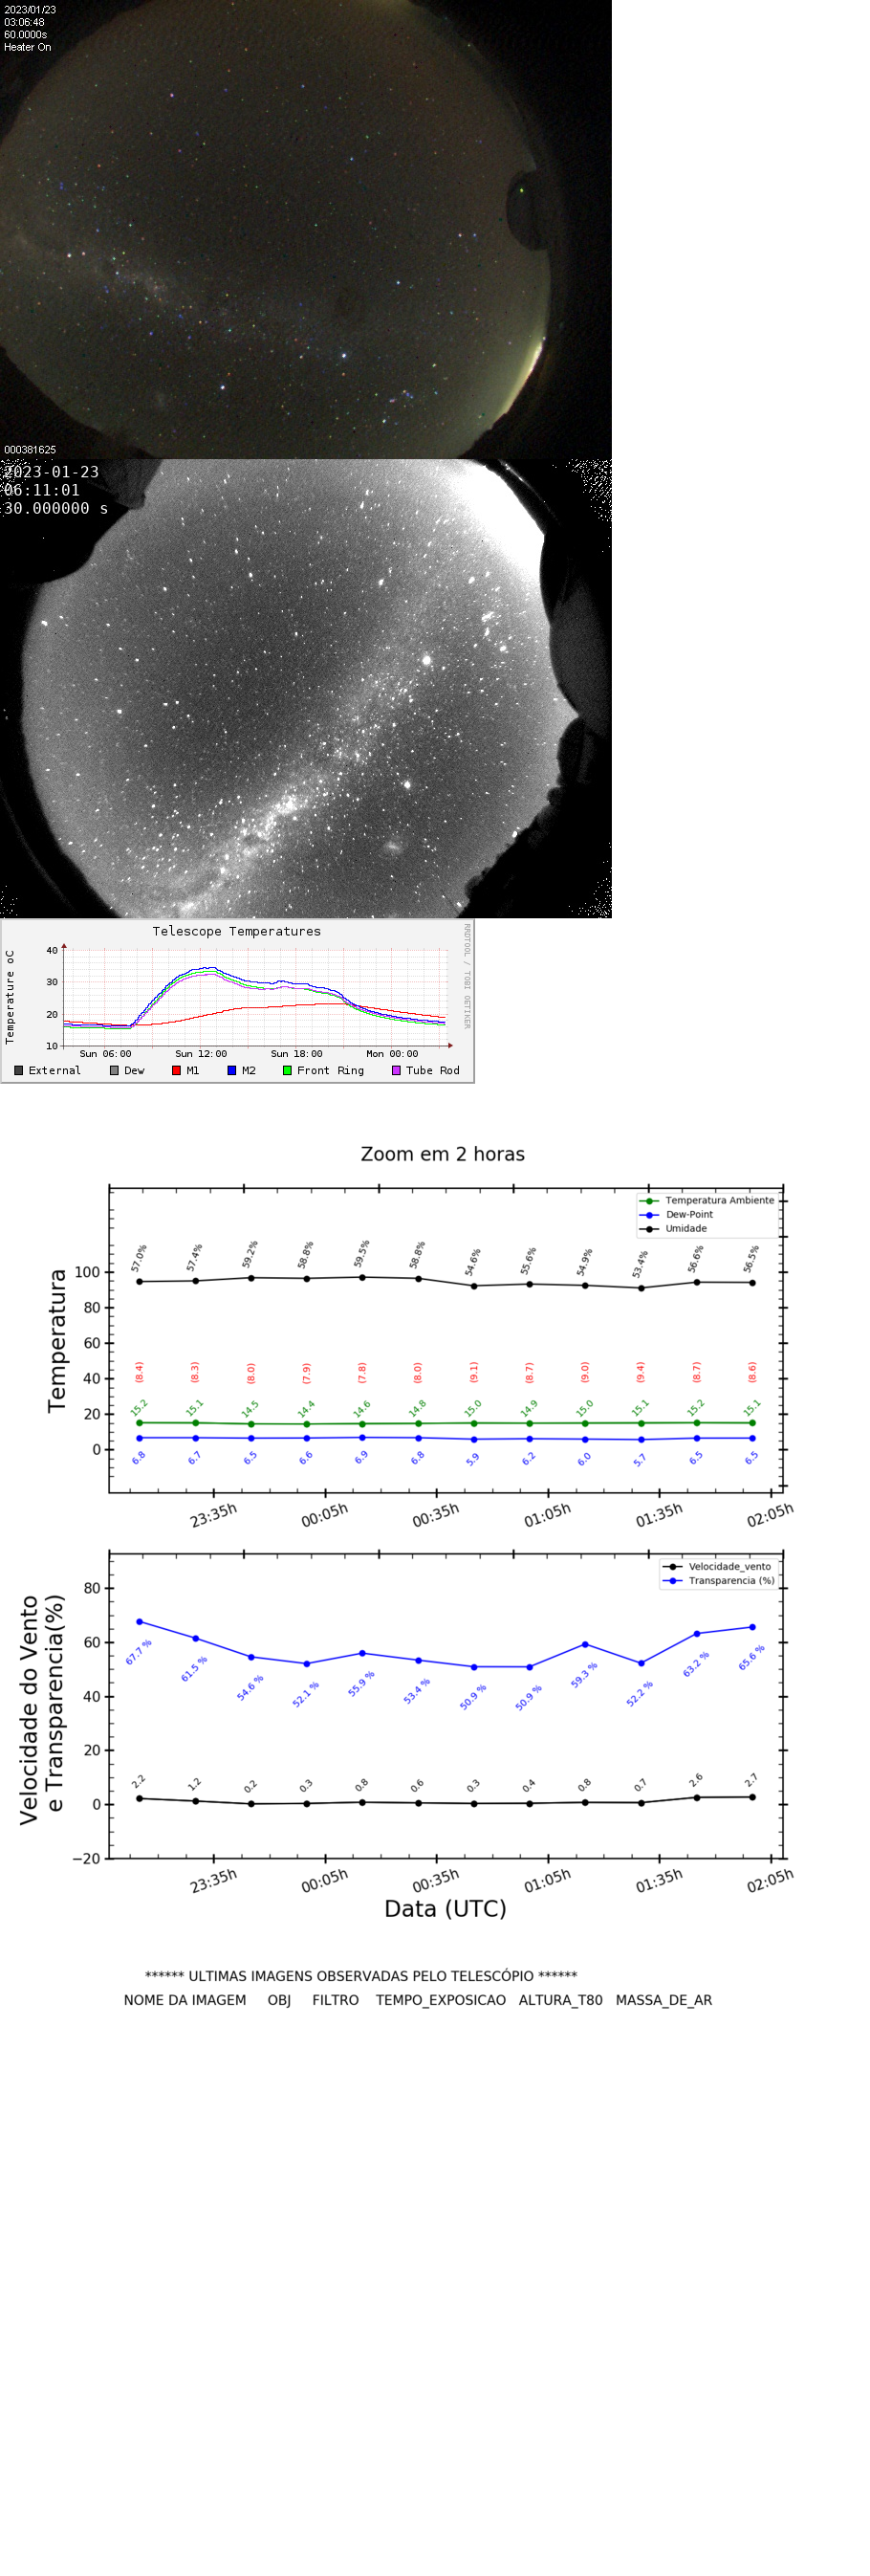 2023/01/23
03:06:48
60.0000s
Heater On
000381625
2023-01-23
06:11:01
30.000000 s
Telescope Temperatures
Temperature oC
RRDTOOL / TOBI OETIKER
40
30
20
10
Sun 06:00 Sun 12:00 Sun 18:00 Mon 00:00
External Dew M1 M2 Front Ring Tube Rod
Zoom em 2 horas
Temperatura
Temperatura Ambiente
Dew-Point
Umidade
100
80
60
40
20
0
57.0% 57.4% 59.2% 58.8% 59.5% 58.8% 54.6% 55.6% 54.9% 53.4% 56.6% 56.5%
(8.4) (8.3) (8.0) (7.9) (7.8) (8.0) (9.1) (8.7) (9.0) (9.4) (8.7) (8.6)
15.2 15.1 14.5 14.4 14.6 14.8 15.0 14.9 15.0 15.1 15.2 15.1
6.8 6.7 6.5 6.6 6.9 6.8 5.9 6.2 6.0 5.7 6.5 6.5
23:35h 00:05h 00:35h 01:05h 01:35h 02:05h
Velocidade do Vento
e Transparencia(%)
Velocidade_vento
Transparencia (%)
80
60
40
20
0
−20
67.7 % 61.5 % 54.6 % 52.1 % 55.9 % 53.4 % 50.9 % 50.9 % 59.3 % 52.2 % 63.2 % 65.6 %
2.2 1.2 0.2 0.3 0.8 0.6 0.3 0.4 0.8 0.7 2.6 2.7
23:35h 00:05h 00:35h 01:05h 01:35h 02:05h
Data (UTC)
****** ULTIMAS IMAGENS OBSERVADAS PELO TELESCÓPIO ******
NOME DA IMAGEM OBJ FILTRO TEMPO_EXPOSICAO ALTURA_T80 MASSA_DE_AR